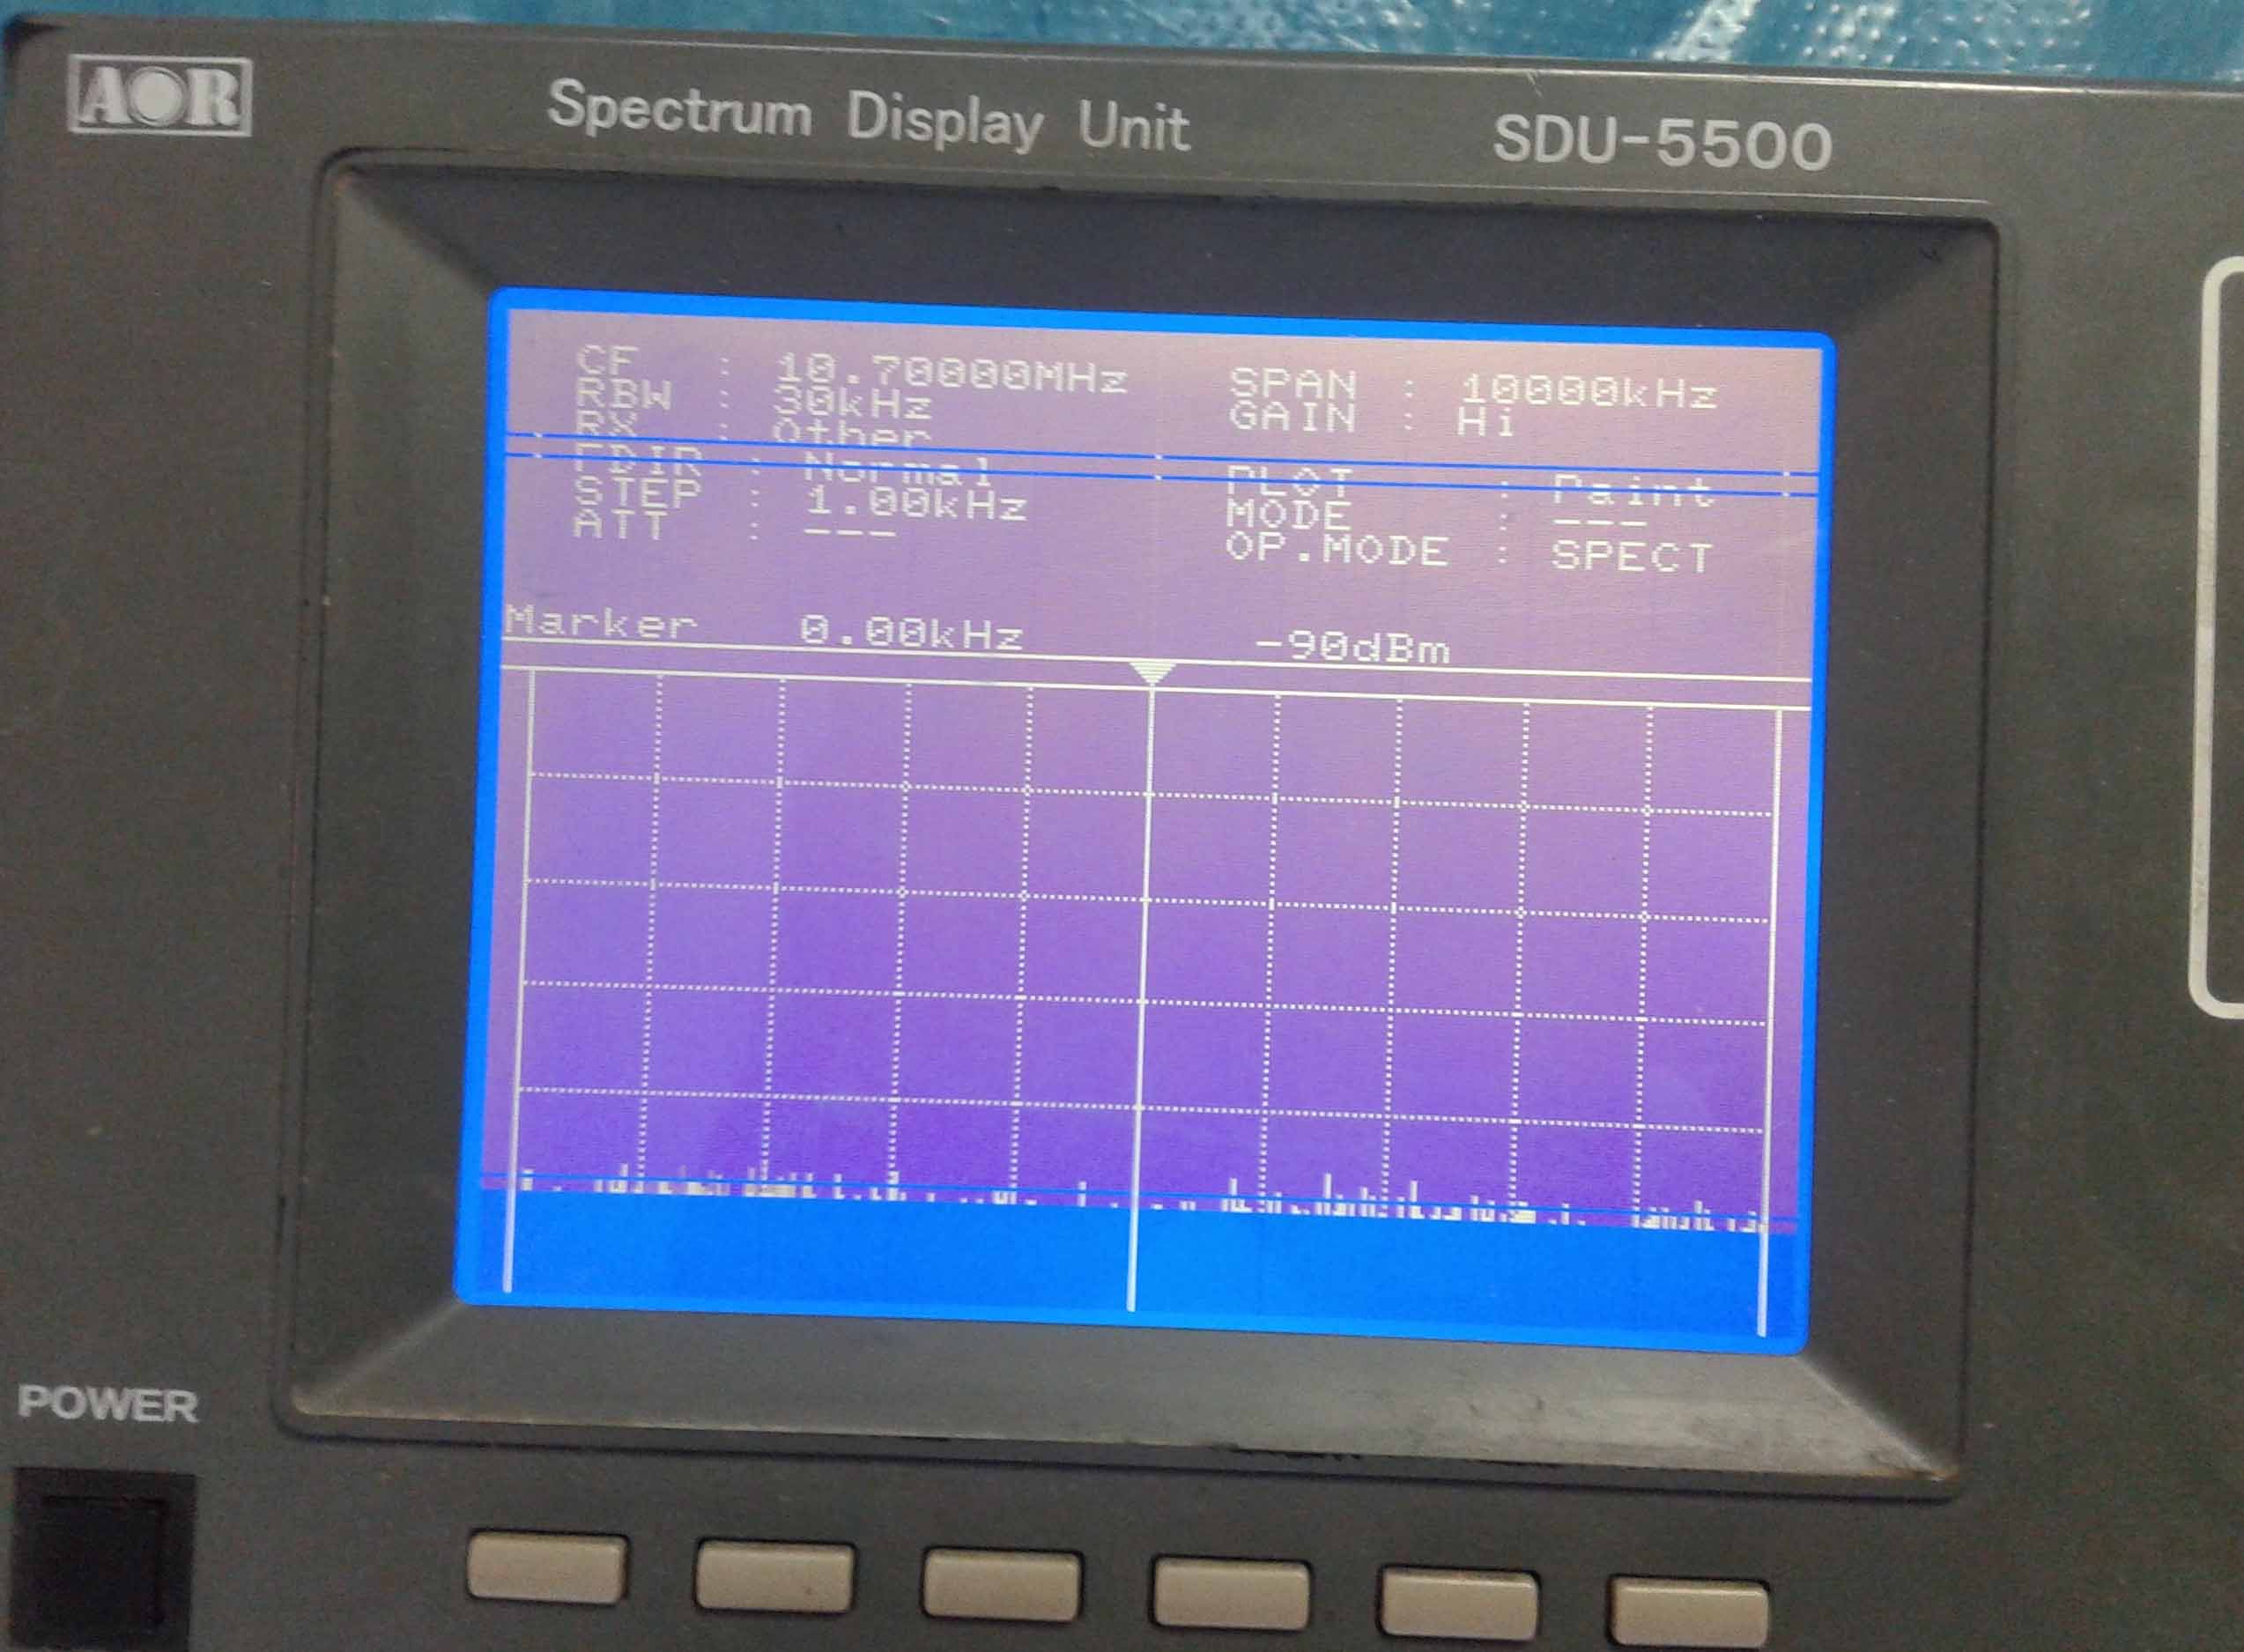 AOR
Spectrum Display Unit SDU-5500
CF : 10.70000MHz SPAN : 10000kHz
RBW : 30kHz GAIN : Hi
RX : Other
FDIR : Normal PLOT : Paint
STEP : 1.00kHz MODE : ---
ATT : --- OP.MODE : SPECT
Marker 0.00kHz -90dBm
POWER